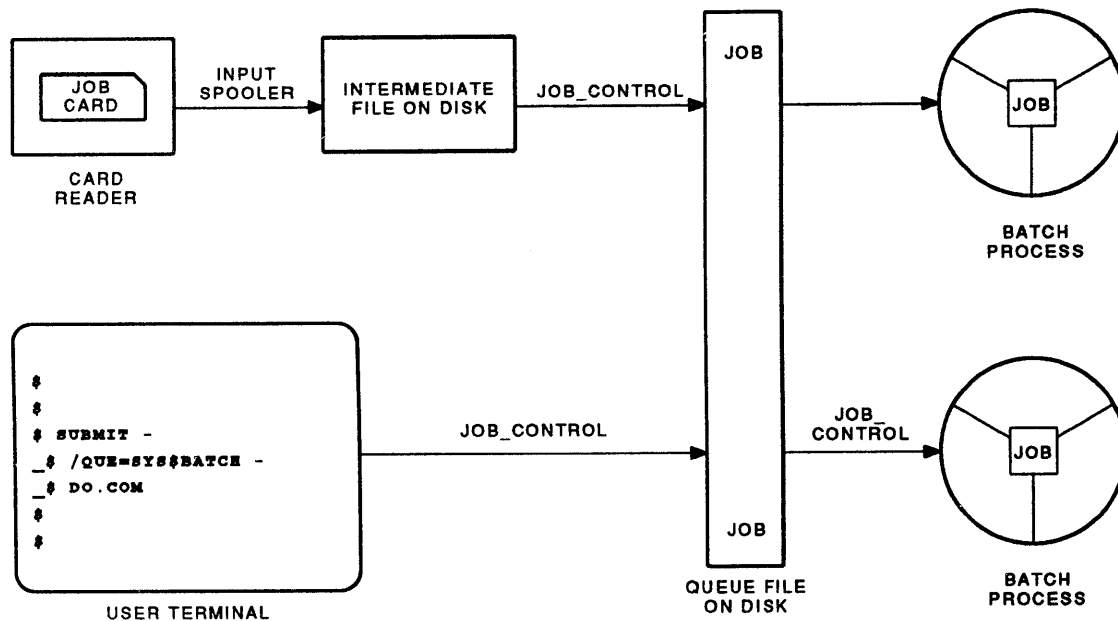 JOB
CARD
CARD
READER
INPUT
SPOOLER
INTERMEDIATE
FILE ON DISK
JOB_CONTROL
JOB
JOB
BATCH
PROCESS
$
$
$ SUBMIT -
_$ /QUE=SYS$BATCH -
_$ DO.COM
$
$
USER TERMINAL
JOB_CONTROL
JOB
QUEUE FILE
ON DISK
JOB_
CONTROL
JOB
BATCH
PROCESS